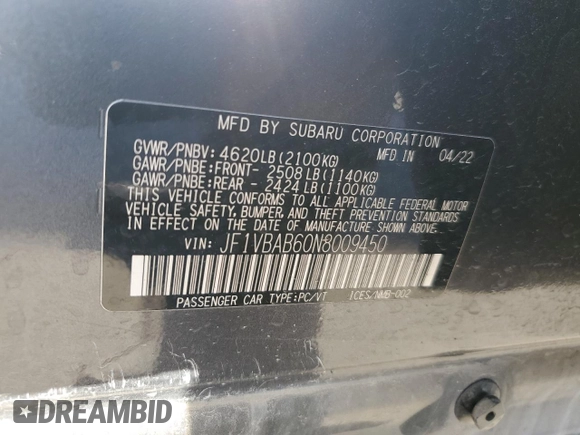 MFD BY SUBARU CORPORATION
GVWR/PNBV: 4620LB(2100KG) MFD IN 04/22
GAWR/PNBE:FRONT- 2508LB(1140KG)
GAWR/PNBE:REAR - 2424LB(1100KG)
THIS VEHICLE CONFORMS TO ALL APPLICABLE FEDERAL MOTOR
VEHICLE SAFETY, BUMPER, AND THEFT PREVENTION STANDARDS
IN EFFECT ON THE DATE OF MANUFACTURE SHOWN ABOVE.
VIN: JF1VBAB60N8009450
PASSENGER CAR TYPE:PC/VT ICES/NMB-002
DREAMBID